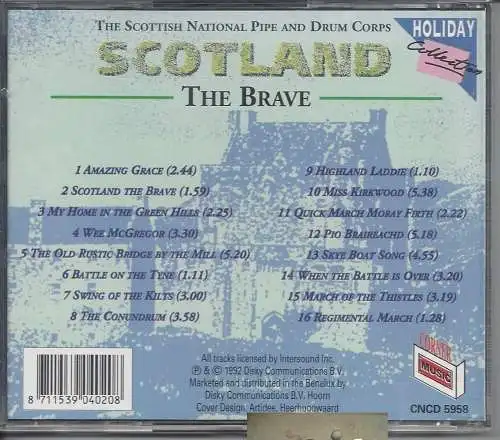 THE SCOTTISH NATIONAL PIPE AND DRUM CORPS
HOLIDAY
Collection
SCOTLAND
THE BRAVE
1 AMAZING GRACE (2.44)
2 SCOTLAND THE BRAVE (1.59)
3 MY HOME IN THE GREEN HILLS (2.25)
4 WEE MCGREGOR (3.30)
5 THE OLD RUSTIC BRIDGE BY THE MILL (5.20)
6 BATTLE ON THE TYNE (1.11)
7 SWING OF THE KILTS (3.00)
8 THE CONUNDRUM (3.58)
9 HIGHLAND LADDIE (1.10)
10 MISS KIRKWOOD (5.38)
11 QUICK MARCH MORAY FIRTH (2.22)
12 PIO BRAIREACHD (5.18)
13 SKYE BOAT SONG (4.55)
14 WHEN THE BATTLE IS OVER (3.20)
15 MARCH OF THE THISTLES (3.19)
16 REGIMENTAL MARCH (1.28)
8 711539 040208
All tracks licensed by Intersound Inc.
℗ & © 1992 Disky Communications B.V.
Marketed and distributed in the Benelux by
Disky Communications B.V. Hoorn
Cover Design, Artidee, Heerhugowaard
CORNER
MUSIC
CNCD 5958